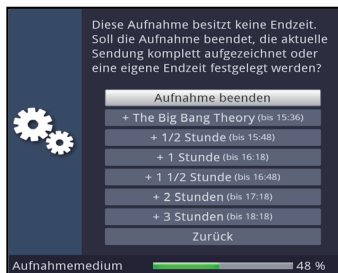 Diese Aufnahme besitzt keine Endzeit.
Soll die Aufnahme beendet, die aktuelle
Sendung komplett aufgezeichnet oder
eine eigene Endzeit festgelegt werden?
Aufnahme beenden
+ The Big Bang Theory (bis 15:36)
+ 1/2 Stunde (bis 15:48)
+ 1 Stunde (bis 16:18)
+ 1 1/2 Stunde (bis 16:48)
+ 2 Stunden (bis 17:18)
+ 3 Stunden (bis 18:18)
Zurück
Aufnahmemedium 48 %